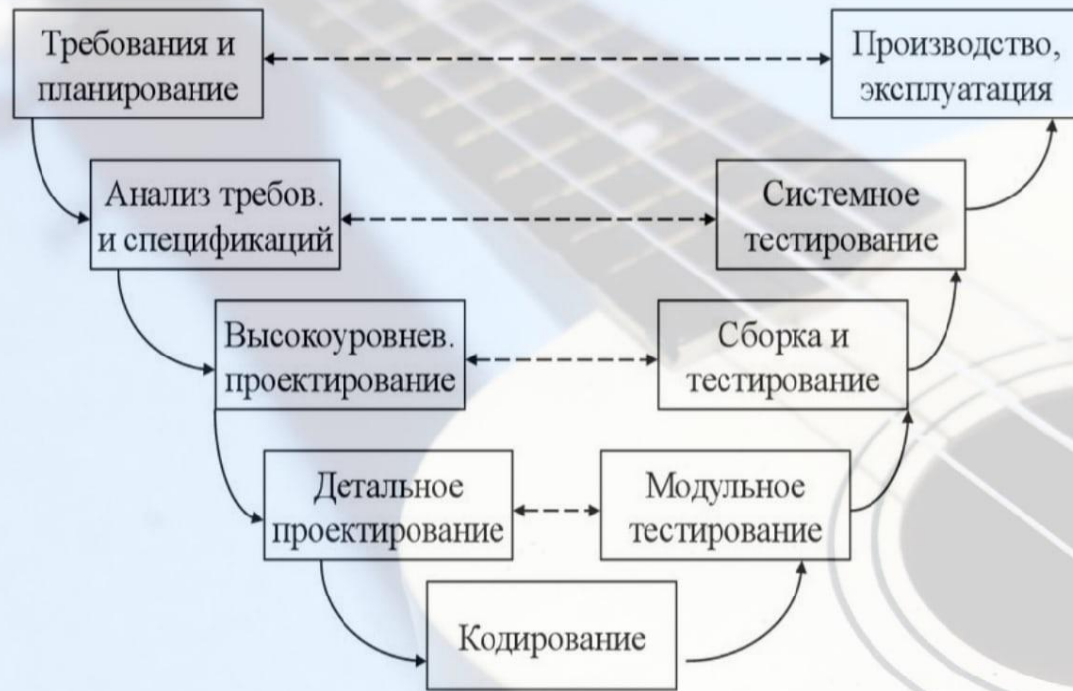 Требования и
планирование
Производство,
эксплуатация
Анализ требов.
и спецификаций
Системное
тестирование
Высокоуровнев.
проектирование
Сборка и
тестирование
Детальное
проектирование
Модульное
тестирование
Кодирование